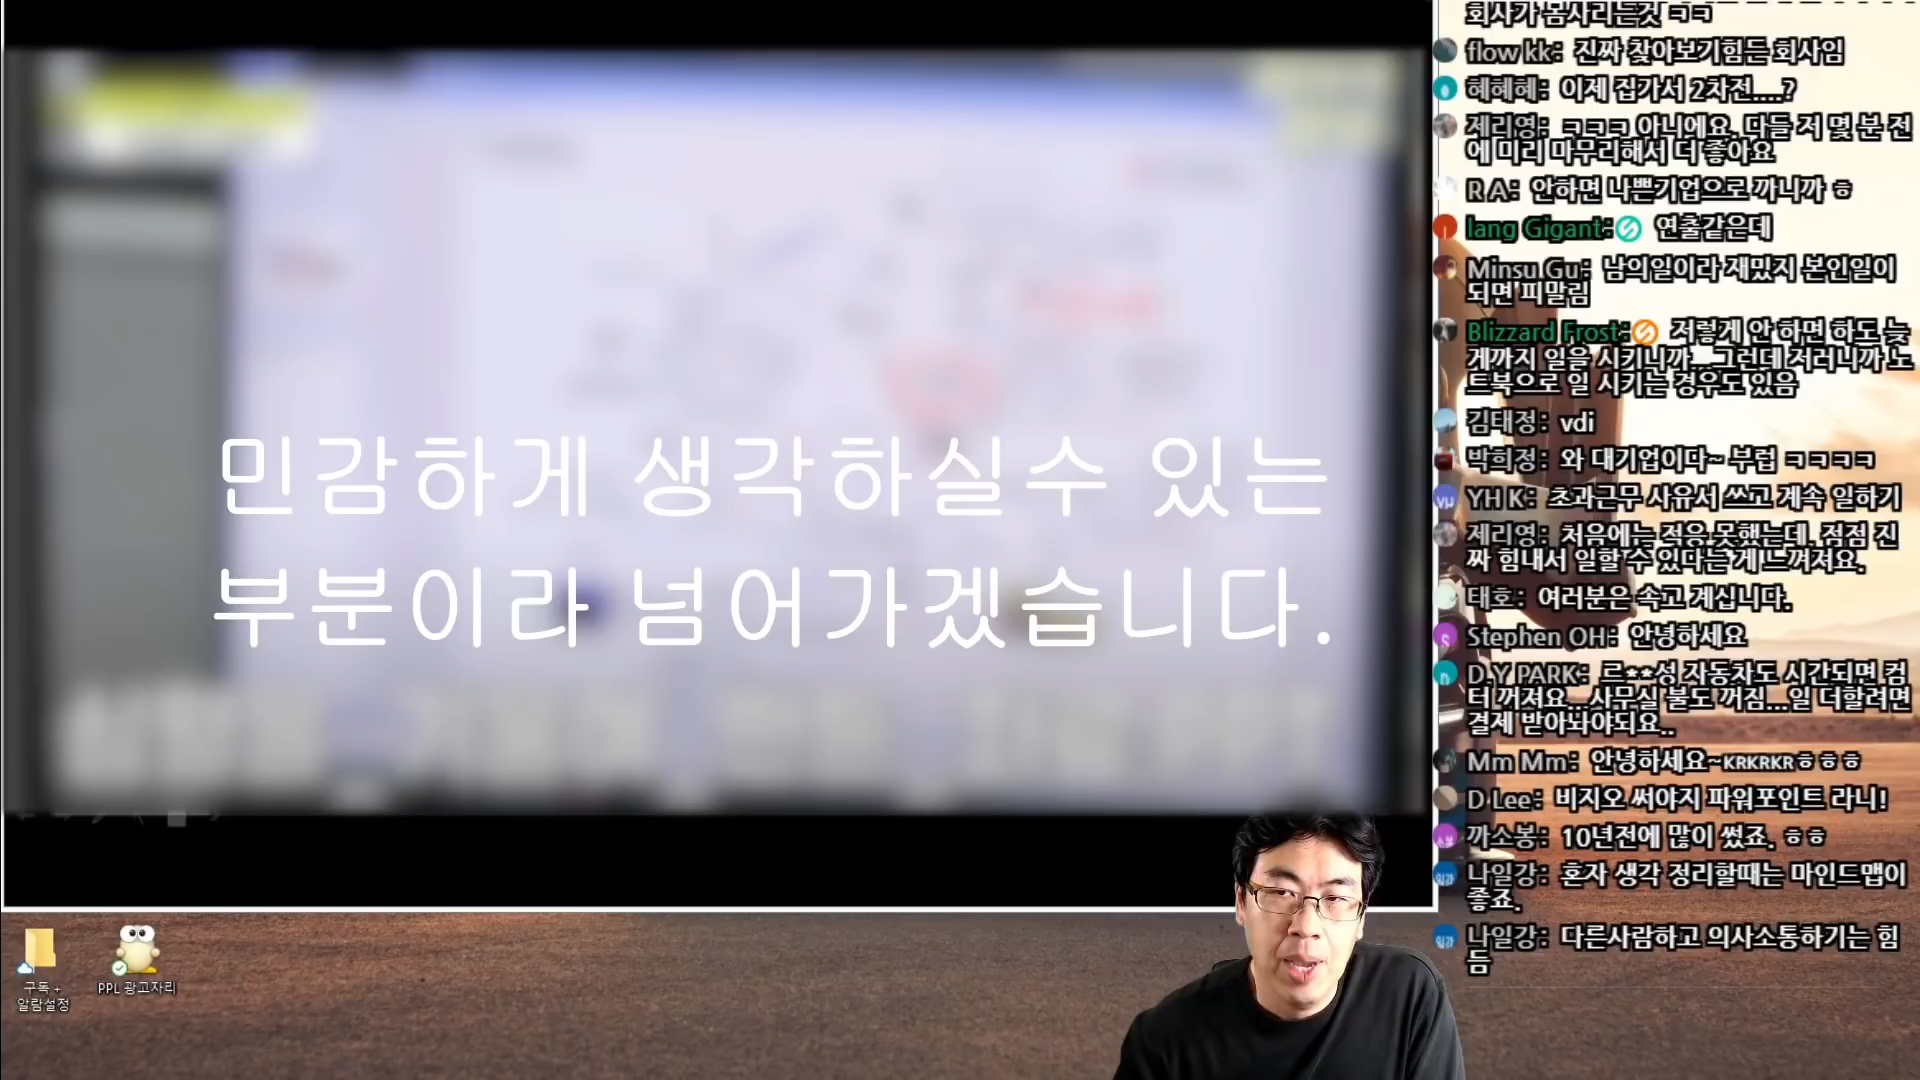 민감하게 생각하실수 있는
부분이라 넘어가겠습니다.
구독 +
알람설정
PPL 광고자리
회사가 몸사리는것 ㅋㅋ
flow kk: 진짜 찾아보기힘든 회사임
혜혜혜: 이제 집가서 2차전....?
제리영: ㅋㅋㅋ 아니에요. 다들 저 몇 분 전
에 미리 마무리해서 더 좋아요
R A: 안하면 나쁜기업으로 까니까 ㅎ
lang Gigant: 연출같은데
Minsu Gu: 남의일이라 재밌지 본인일이
되면 피말림
Blizzard Frost: 저렇게 안 하면 하도 늦
게까지 일을 시키니까...그런데 저러니까 노
트북으로 일 시키는 경우도 있음
김태정: vdi
박희정: 와 대기업이다~ 부럽 ㅋㅋㅋㅋ
YH K: 초과근무 사유서 쓰고 계속 일하기
제리영: 처음에는 적응 못했는데, 점점 진
짜 힘내서 일할 수 있다는 게 느껴져요.
태호: 여러분은 속고 계십니다.
Stephen OH: 안녕하세요
D.Y PARK: 르**성 자동차도 시간되면 컴
터 꺼져요...사무실 불도 꺼짐...일 더할려면
결제 받아놔야되요..
Mm Mm: 안녕하세요~KRKRKRㅎㅎㅎ
D Lee: 비지오 써야지 파워포인트 라니!
까소봉: 10년전에 많이 썼죠. ㅎㅎ
나일강: 혼자 생각 정리할때는 마인드맵이
좋죠.
나일강: 다른사람하고 의사소통하기는 힘
듬